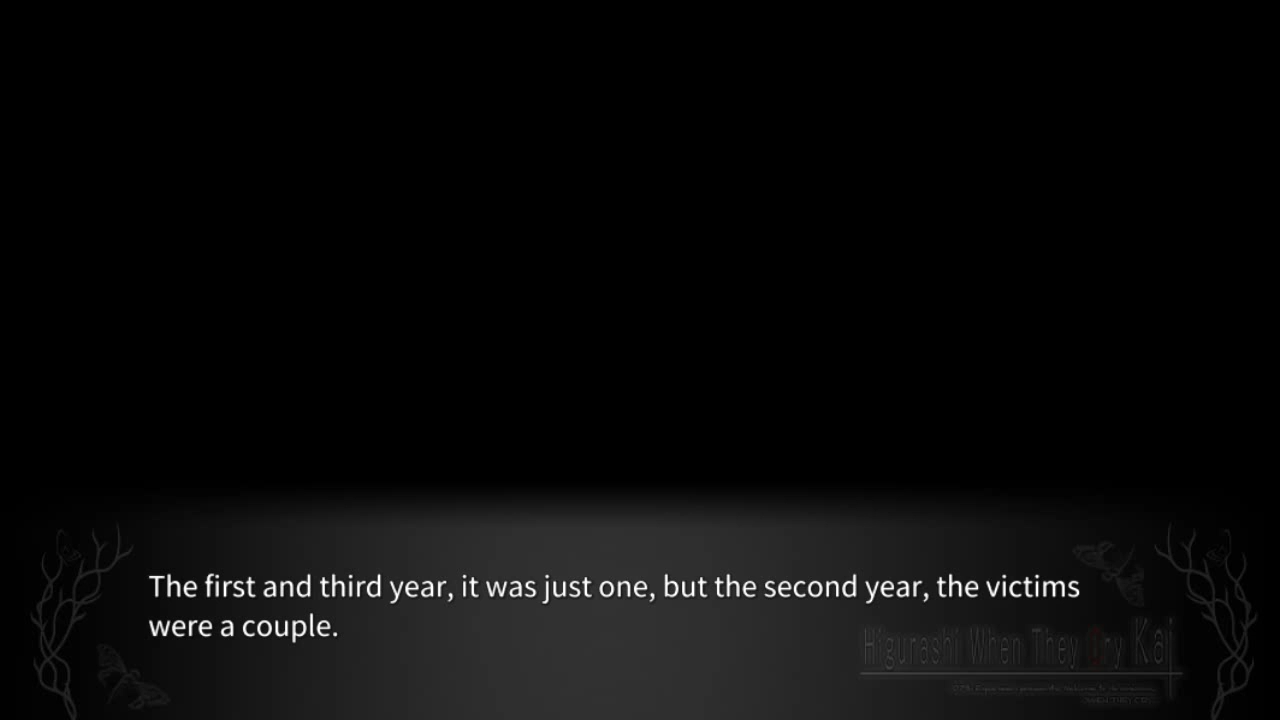 The first and third year, it was just one, but the second year, the victims
were a couple.
Higurashi When They Cry Kai